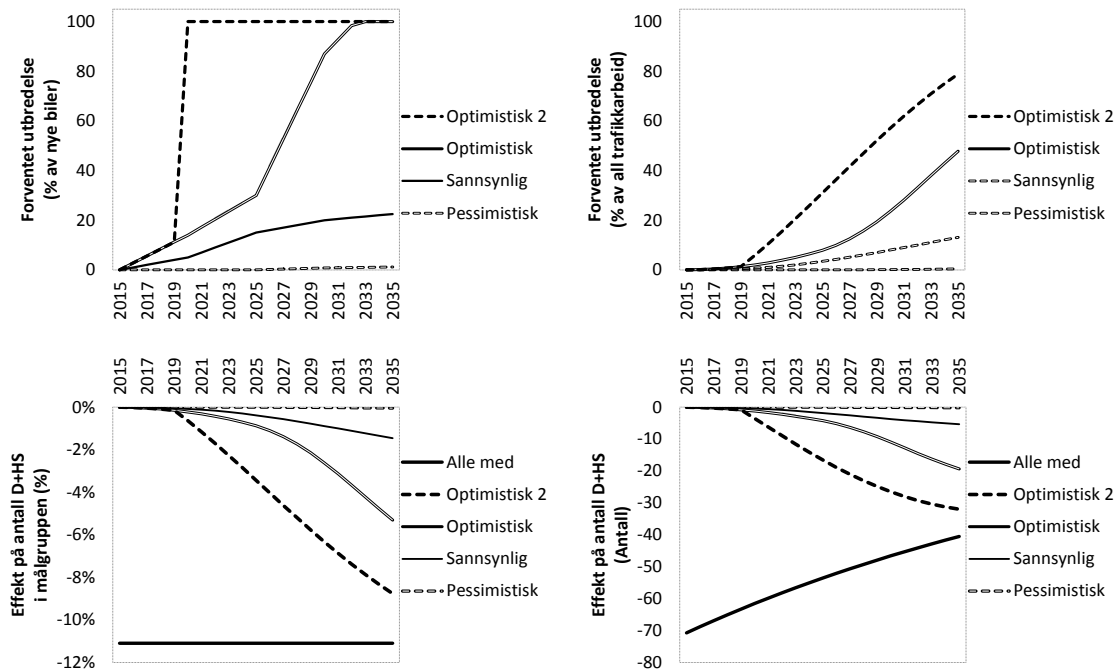 Forventet utbredelse
(% av nye biler)
100
80
60
40
20
0
2015
2017
2019
2021
2023
2025
2027
2029
2031
2033
2035
Optimistisk 2
Optimistisk
Sannsynlig
Pessimistisk
Forventet utbredelse
(% av all trafikkarbeid)
100
80
60
40
20
0
2015
2017
2019
2021
2023
2025
2027
2029
2031
2033
2035
Optimistisk 2
Optimistisk
Sannsynlig
Pessimistisk
Effekt på antall D+HS
i målgruppen (%)
2015
2017
2019
2021
2023
2025
2027
2029
2031
2033
2035
0%
-2%
-4%
-6%
-8%
-10%
-12%
Alle med
Optimistisk 2
Optimistisk
Sannsynlig
Pessimistisk
Effekt på antall D+HS
(Antall)
2015
2017
2019
2021
2023
2025
2027
2029
2031
2033
2035
0
-10
-20
-30
-40
-50
-60
-70
-80
Alle med
Optimistisk 2
Optimistisk
Sannsynlig
Pessimistisk